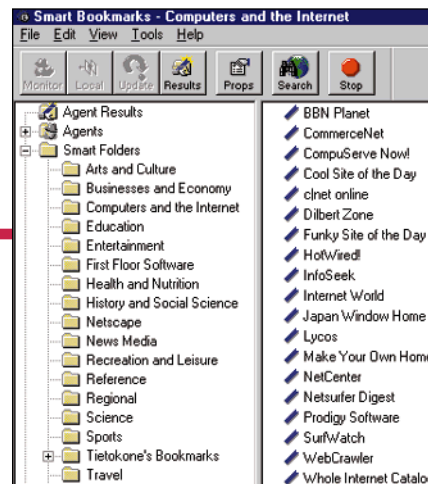 Smart Bookmarks - Computers and the Internet
File Edit View Tools Help
Monitor Local Update Results Props Search Stop
Agent Results
Agents
Smart Folders
Arts and Culture
Businesses and Economy
Computers and the Internet
Education
Entertainment
First Floor Software
Health and Nutrition
History and Social Science
Netscape
News Media
Recreation and Leisure
Reference
Regional
Science
Sports
Tietokone's Bookmarks
Travel
BBN Planet
CommerceNet
CompuServe Now!
Cool Site of the Day
c|net online
Dilbert Zone
Funky Site of the Day
HotWired!
InfoSeek
Internet World
Japan Window Home
Lycos
Make Your Own Home
NetCenter
Netsurfer Digest
Prodigy Software
SurfWatch
WebCrawler
Whole Internet Catalo